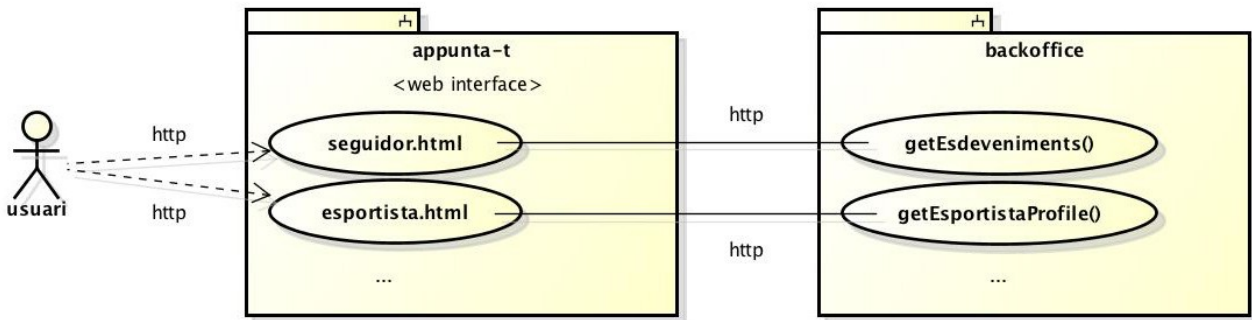 appunta-t
<web interface>
backoffice
http
http
seguidor.html
getEsdeveniments()
usuari
http
esportista.html
getEsportistaProfile()
http
...
...